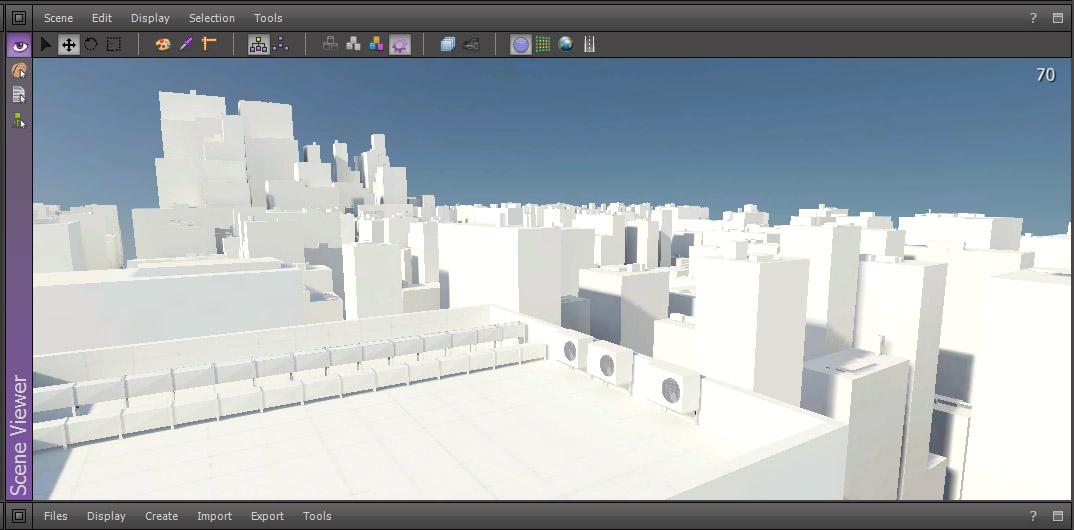 Scene Edit Display Selection Tools ?
70
Scene Viewer
Files Display Create Import Export Tools ?